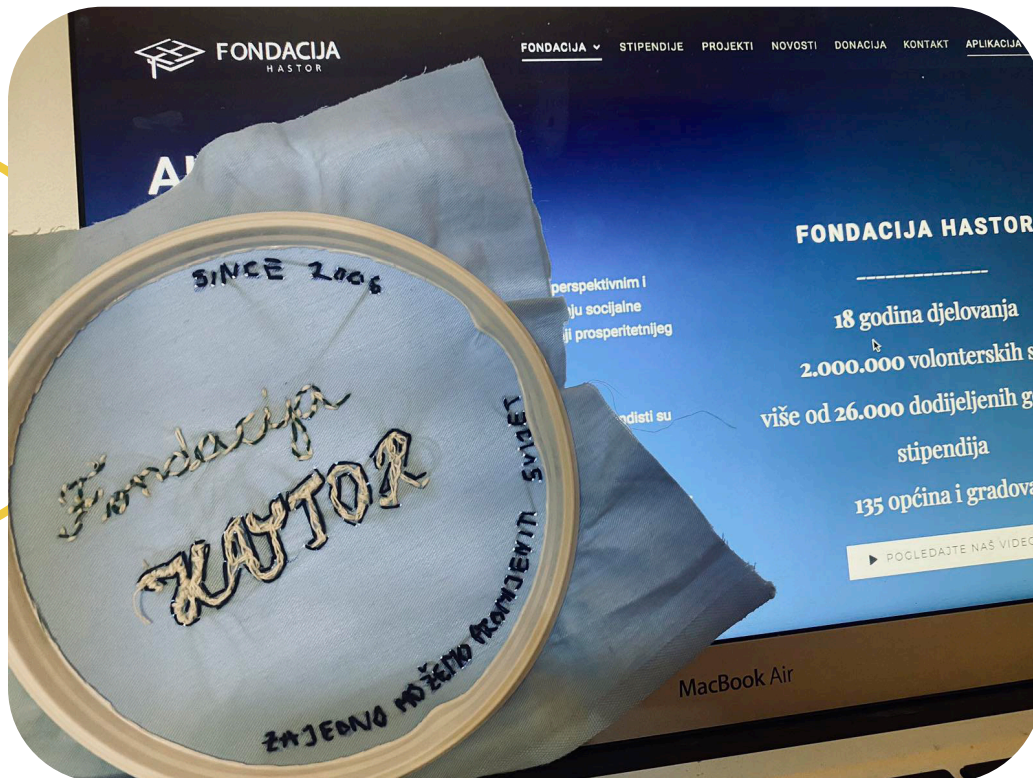 FONDACIJA
HASTOR
FONDACIJA STIPENDIJE PROJEKTI NOVOSTI DONACIJA KONTAKT APLIKACIJA
perspektivnim i
socijalne
prosperitetnijeg
su
FONDACIJA HASTOR
18 godina djelovanja
2.000.000 volonterskih
više od 26.000 dodijeljenih
stipendija
135 općina i gradova
POGLEDAJTE NAŠ VIDEO
MacBook Air
SINCE 2006
Fondacija
HASTOR
ZAJEDNO MOŽEMO PROMJENITI SVIJET